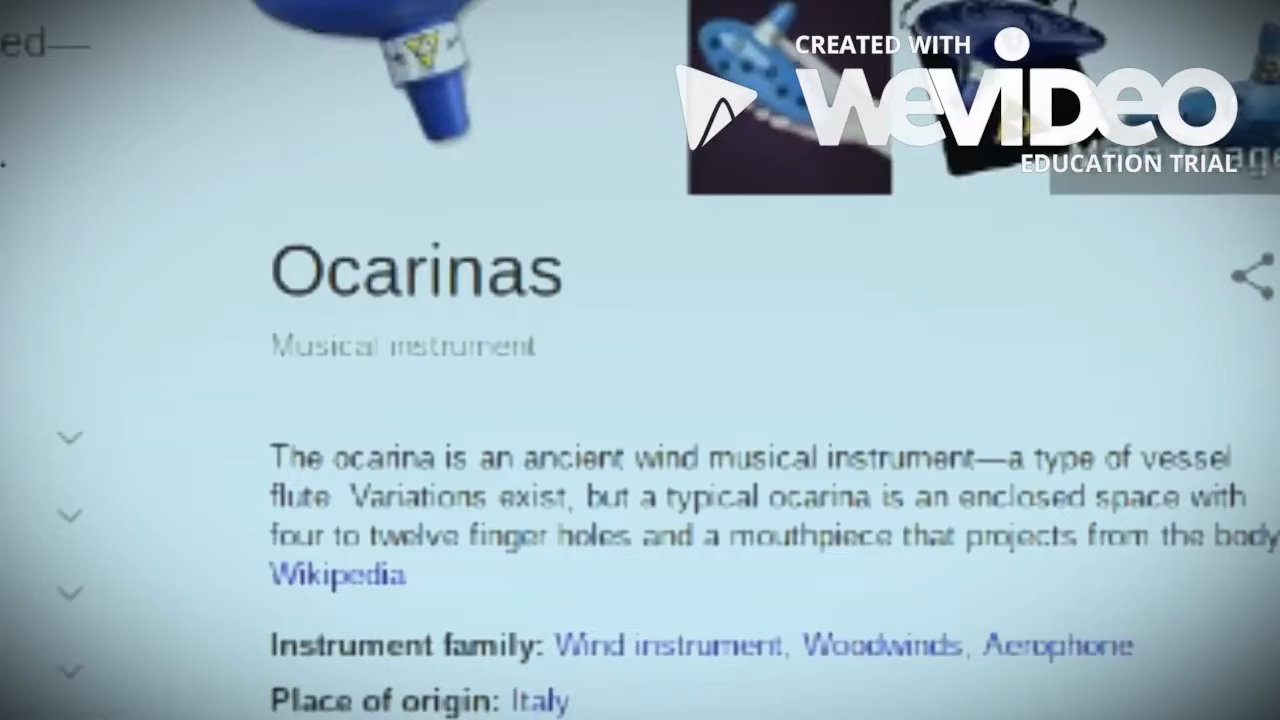 ed—
CREATED WITH
WEVIDEO
EDUCATION TRIAL
Ocarinas
Musical instrument
The ocarina is an ancient wind musical instrument—a type of vessel
flute. Variations exist, but a typical ocarina is an enclosed space with
four to twelve finger holes and a mouthpiece that projects from the body
Wikipedia
Instrument family: Wind instrument, Woodwinds, Aerophone
Place of origin: Italy